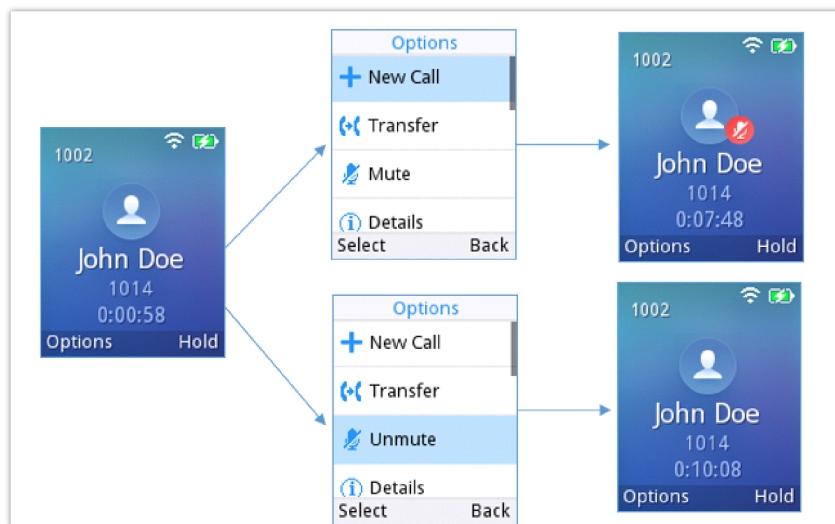 1002
John Doe
1014
0:00:58
Options Hold
Options
New Call
Transfer
Mute
Details
Select Back
1002
John Doe
1014
0:07:48
Options Hold
Options
New Call
Transfer
Unmute
Details
Select Back
1002
John Doe
1014
0:10:08
Options Hold